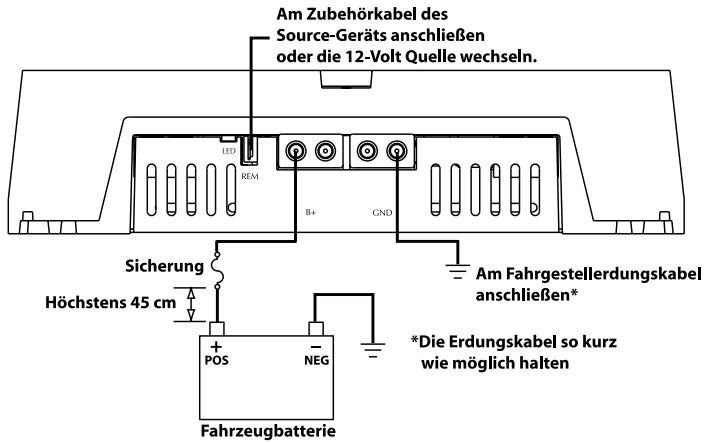 Am Zubehörkabel des
Source-Geräts anschließen
oder die 12-Volt Quelle wechseln.
LED
REM
B+
GND
Sicherung
Höchstens 45 cm
Am Fahrgestellerdungskabel
anschließen*
+
POS
–
NEG
*Die Erdungskabel so kurz
wie möglich halten
Fahrzeugbatterie